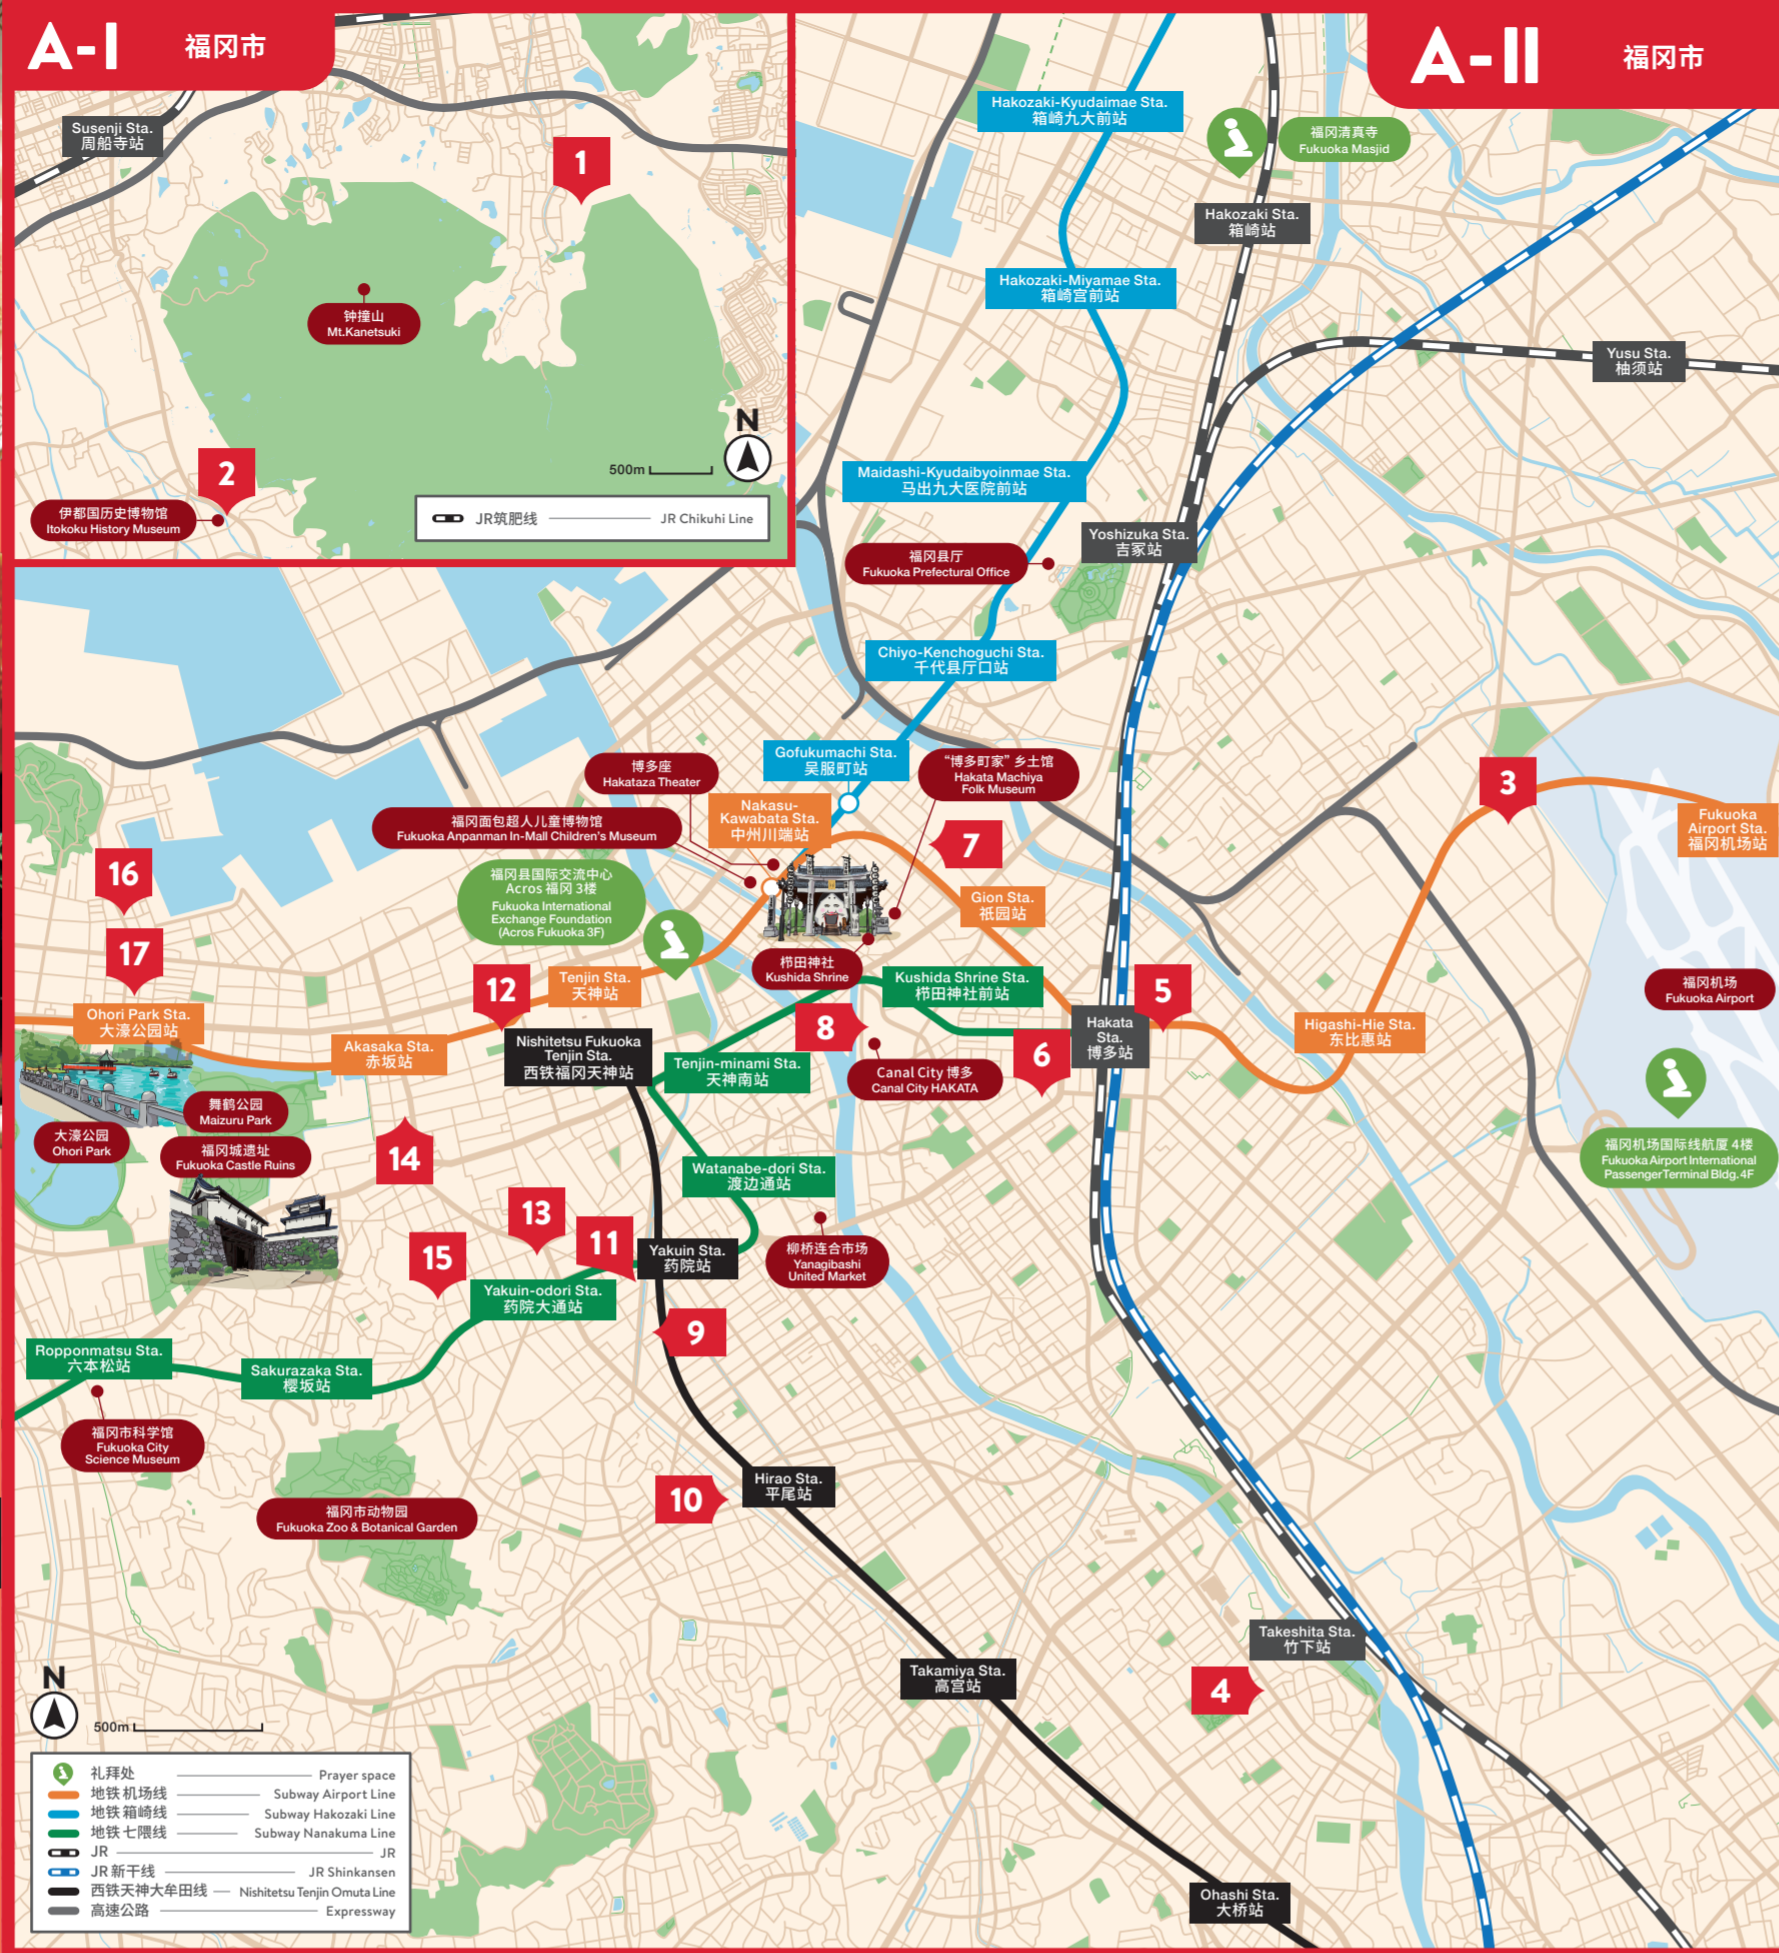 A-I 福冈市
Susenji Sta.
周船寺站
1
钟撞山
Mt.Kanetsuki
2
伊都国历史博物馆
Itokoku History Museum
N
500m
JR筑肥线 JR Chikuhi Line
A-II 福冈市
Hakozaki-Kyudaimae Sta.
箱崎九大前站
福冈清真寺
Fukuoka Masjid
Hakozaki Sta.
箱崎站
Hakozaki-Miyamae Sta.
箱崎宫前站
Yusu Sta.
柚须站
Maidashi-Kyudaibyoinmae Sta.
马出九大医院前站
Yoshizuka Sta.
吉冢站
福冈县厅
Fukuoka Prefectural Office
Chiyo-Kenchoguchi Sta.
千代县厅口站
Gofukumachi Sta.
吴服町站
博多座
Hakataza Theater
“博多町家”乡土馆
Hakata Machiya
Folk Museum
福冈面包超人儿童博物馆
Fukuoka Anpanman In-Mall Children's Museum
Nakasu-
Kawabata Sta.
中州川端站
3
Fukuoka
Airport Sta.
福冈机场站
7
16
福冈县国际交流中心
Acros 福冈 3楼
Fukuoka International
Exchange Foundation
(Acros Fukuoka 3F)
Gion Sta.
祇园站
17
12
Tenjin Sta.
天神站
栉田神社
Kushida Shrine
Kushida Shrine Sta.
栉田神社前站
5
福冈机场
Fukuoka Airport
Ohori Park Sta.
大濠公园站
Akasaka Sta.
赤坂站
Nishitetsu Fukuoka
Tenjin Sta.
西铁福冈天神站
8
Tenjin-minami Sta.
天神南站
Canal City 博多
Canal City HAKATA
6
Hakata
Sta.
博多站
Higashi-Hie Sta.
东比惠站
舞鹤公园
Maizuru Park
大濠公园
Ohori Park
福冈城遗址
Fukuoka Castle Ruins
14
Watanabe-dori Sta.
渡边通站
福冈机场国际线航厦 4楼
Fukuoka Airport International
Passenger Terminal Bldg. 4F
13
11
15
Yakuin Sta.
药院站
柳桥连合市场
Yanagibashi
United Market
Yakuin-odori Sta.
药院大通站
9
Ropponmatsu Sta.
六本松站
Sakurazaka Sta.
樱坂站
福冈市科学馆
Fukuoka City
Science Museum
10
Hirao Sta.
平尾站
福冈市动物园
Fukuoka Zoo & Botanical Garden
Takeshita Sta.
竹下站
Takamiya Sta.
高宫站
4
N
500m
礼拜处 Prayer space
地铁 机场线 Subway Airport Line
地铁 箱崎线 Subway Hakozaki Line
地铁 七隈线 Subway Nanakuma Line
JR JR
JR 新干线 JR Shinkansen
西铁天神大牟田线 Nishitetsu Tenjin Omuta Line
高速公路 Expressway
Ohashi Sta.
大桥站